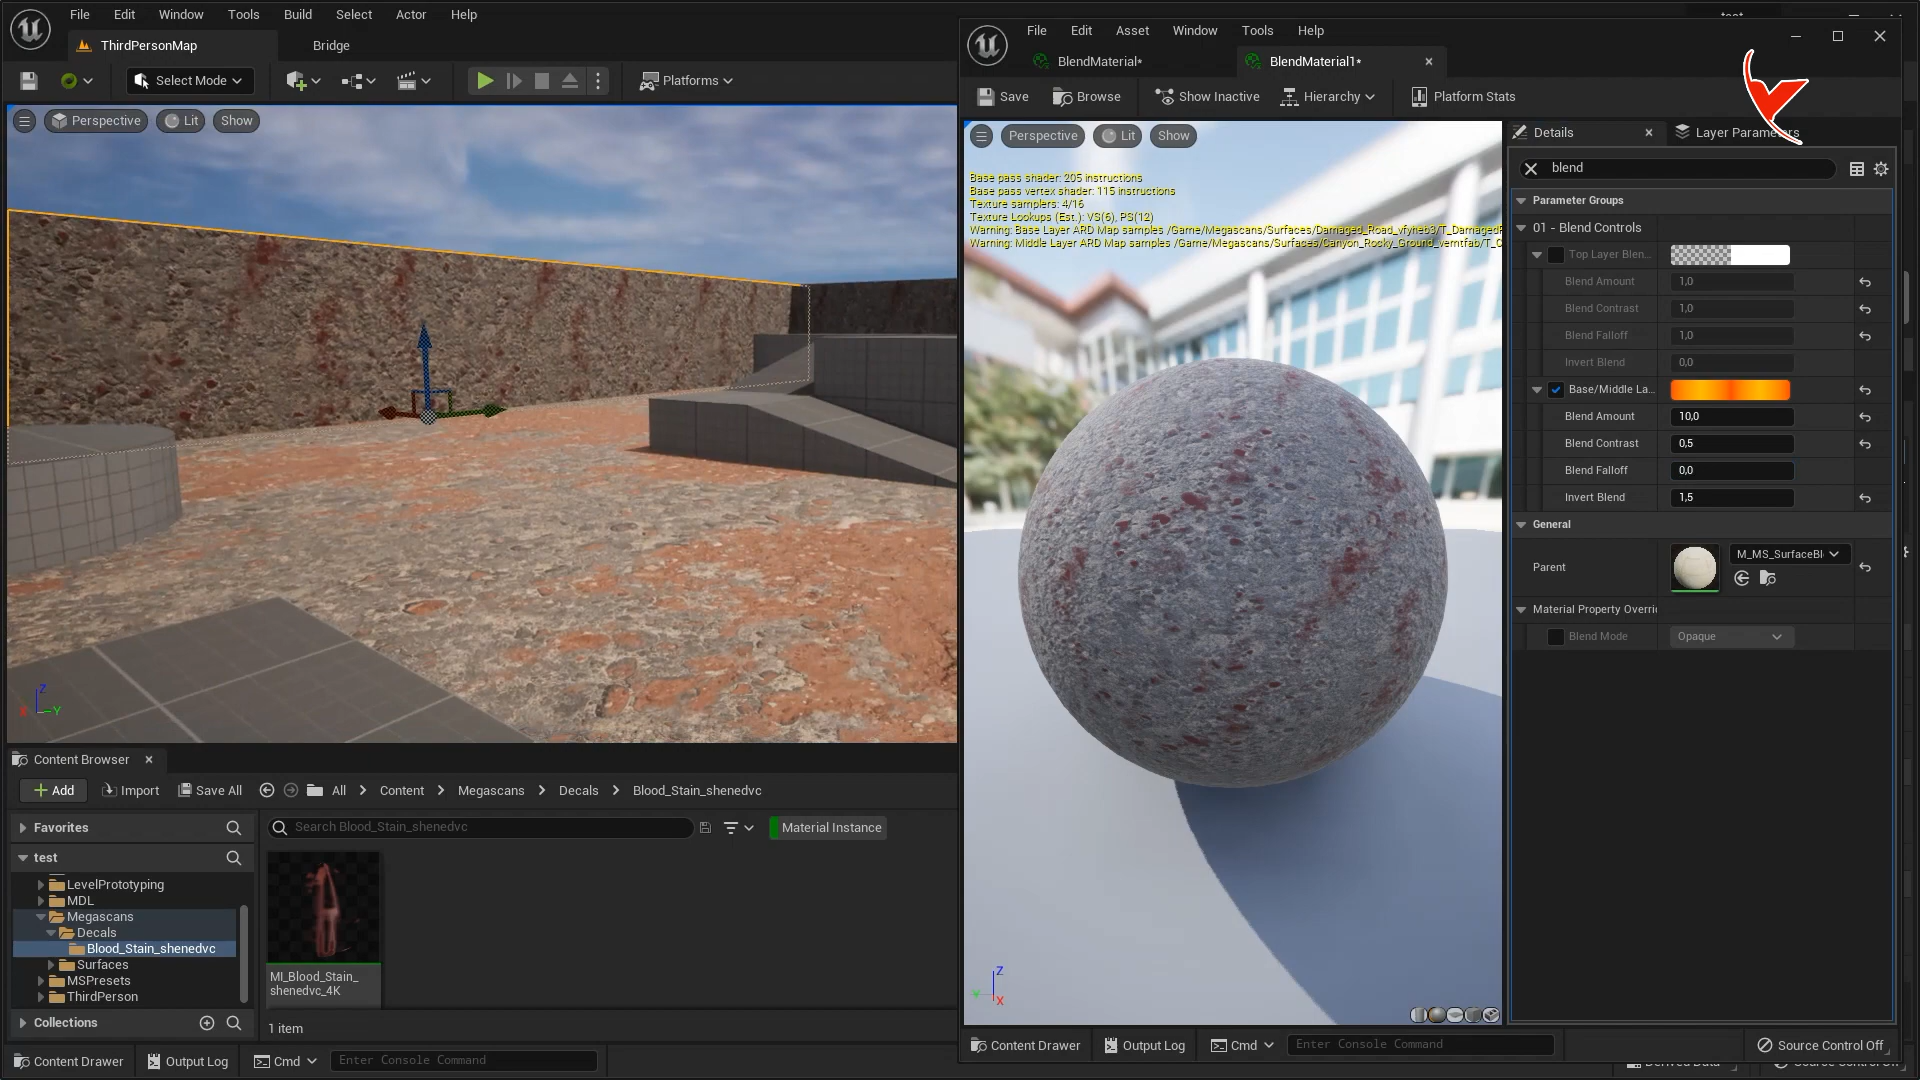 File Edit Window Tools Build Select Actor Help
ThirdPersonMap
Bridge
Select Mode
Platforms
Perspective Lit Show
File Edit Asset Window Tools Help
BlendMaterial*
BlendMaterial1*
Save Browse Show Inactive Hierarchy Platform Stats
Perspective Lit Show
Base pass shader: 205 instructions
Base pass vertex shader: 115 instructions
Texture samplers: 4/16
Texture Lookups (Est.): VS(6), PS(12)
Warning: Base Layer ARD Map samples /Game/Megascans/Surfaces/Damaged_Road_vfyheb3/T_DamagedR
Warning: Middle Layer ARD Map samples /Game/Megascans/Surfaces/Canyon_Rocky_Ground_vemtfab/T_C
Details Layer Parameters
blend
Parameter Groups
01 - Blend Controls
Top Layer Blen...
Blend Amount 1,0
Blend Contrast 1,0
Blend Falloff 1,0
Invert Blend 0,0
Base/Middle La...
Blend Amount 10,0
Blend Contrast 0,5
Blend Falloff 0,0
Invert Blend 1,5
General
Parent M_MS_SurfaceBl
Material Property Overri
Blend Mode Opaque
Z
X
Y
Z
Y
X
Content Browser
Add Import Save All All Content Megascans Decals Blood_Stain_shenedvc
Favorites
Search Blood_Stain_shenedvc
Material Instance
test
LevelPrototyping
MDL
Megascans
Decals
Blood_Stain_shenedvc
Surfaces
MSPresets
ThirdPerson
Collections
MI_Blood_Stain_
shenedvc_4K
1 item
Content Drawer Output Log Cmd Enter Console Command
Content Drawer Output Log Cmd Enter Console Command Source Control Off